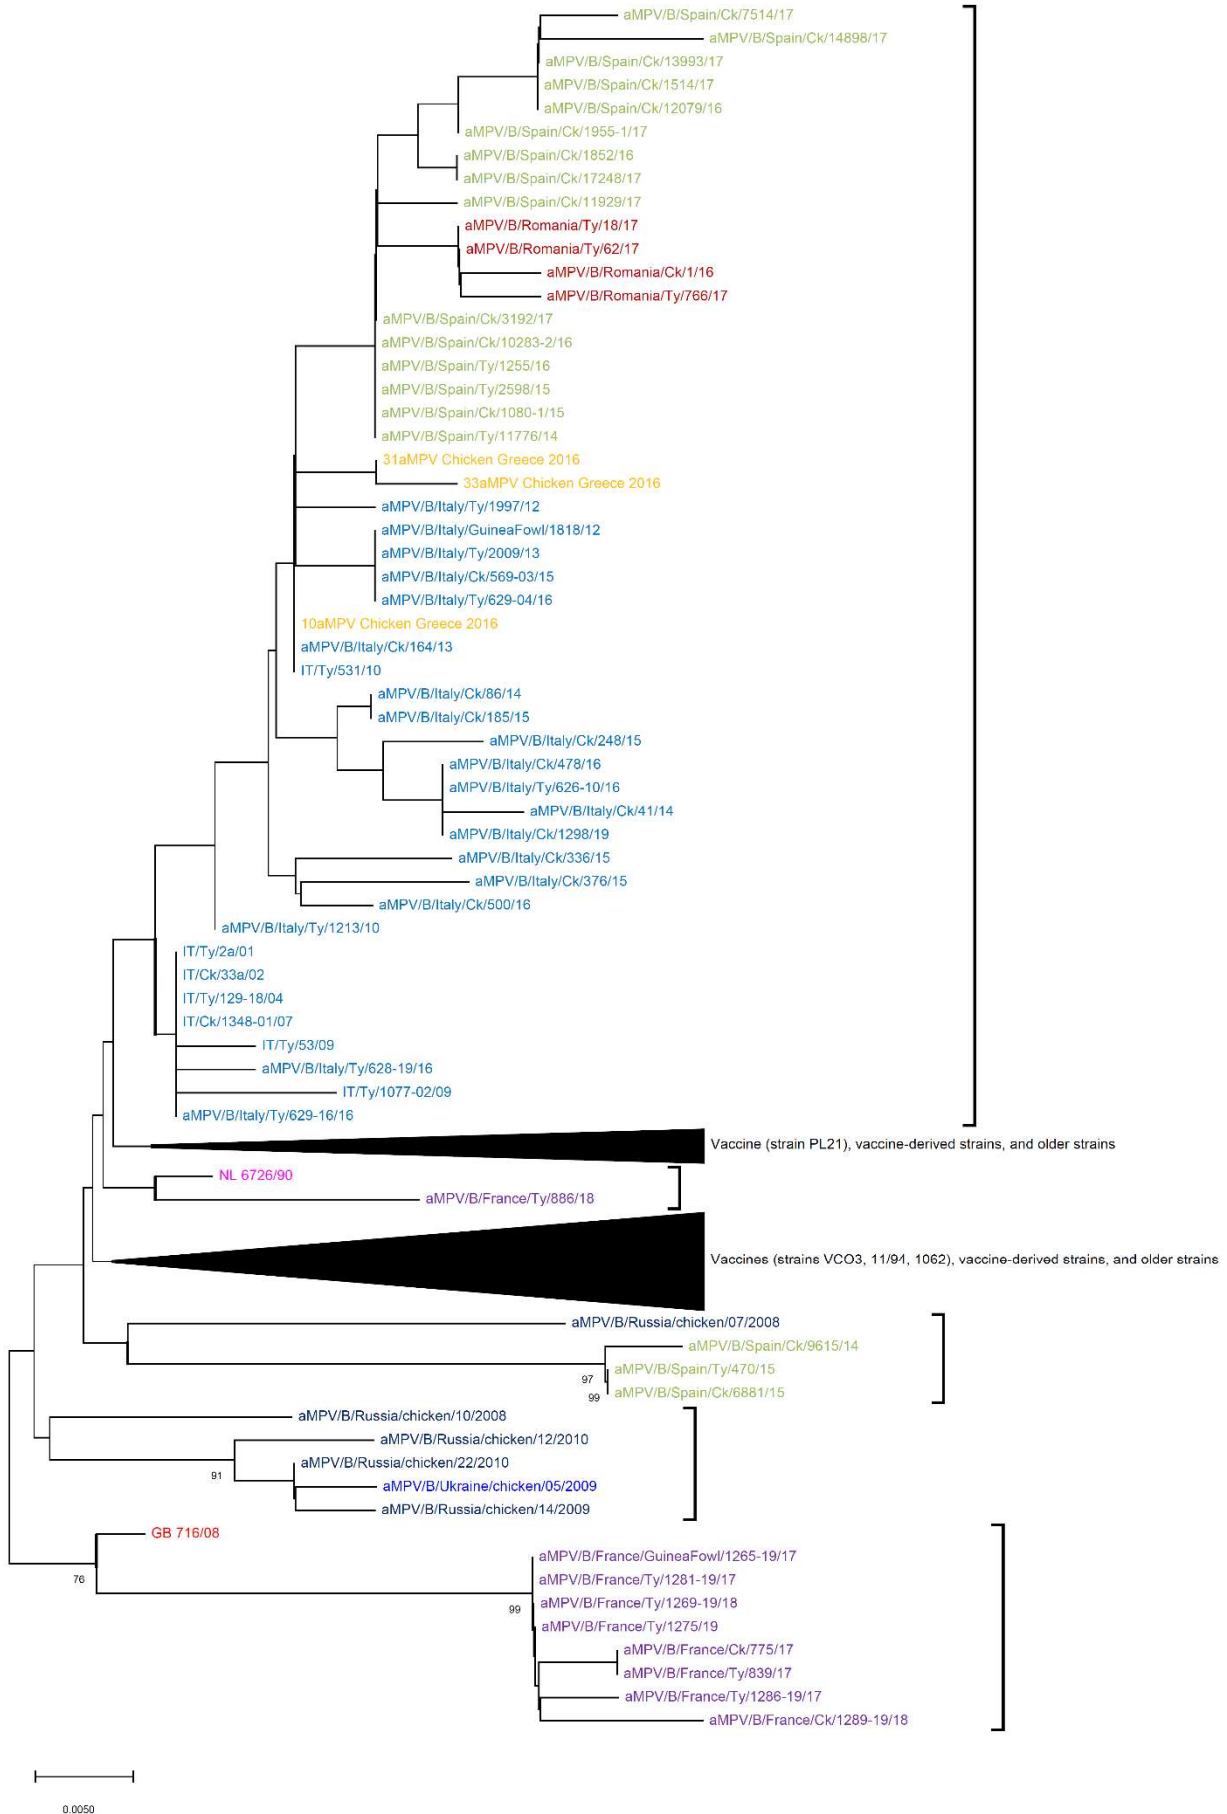 aMPV/B/Spain/Ck/7514/17
aMPV/B/Spain/Ck/14898/17
aMPV/B/Spain/Ck/13993/17
aMPV/B/Spain/Ck/1514/17
aMPV/B/Spain/Ck/12079/16
aMPV/B/Spain/Ck/1955-1/17
aMPV/B/Spain/Ck/1852/16
aMPV/B/Spain/Ck/17248/17
aMPV/B/Spain/Ck/11929/17
aMPV/B/Romania/Ty/18/17
aMPV/B/Romania/Ty/62/17
aMPV/B/Romania/Ck/1/16
aMPV/B/Romania/Ty/766/17
aMPV/B/Spain/Ck/3192/17
aMPV/B/Spain/Ck/10283-2/16
aMPV/B/Spain/Ty/1255/16
aMPV/B/Spain/Ty/2598/15
aMPV/B/Spain/Ck/1080-1/15
aMPV/B/Spain/Ty/11776/14
31aMPV Chicken Greece 2016
33aMPV Chicken Greece 2016
aMPV/B/Italy/Ty/1997/12
aMPV/B/Italy/GuineaFowl/1818/12
aMPV/B/Italy/Ty/2009/13
aMPV/B/Italy/Ck/569-03/15
aMPV/B/Italy/Ty/629-04/16
10aMPV Chicken Greece 2016
aMPV/B/Italy/Ck/164/13
IT/Ty/531/10
aMPV/B/Italy/Ck/86/14
aMPV/B/Italy/Ck/185/15
aMPV/B/Italy/Ck/248/15
aMPV/B/Italy/Ck/478/16
aMPV/B/Italy/Ty/626-10/16
aMPV/B/Italy/Ck/41/14
aMPV/B/Italy/Ck/1298/19
aMPV/B/Italy/Ck/336/15
aMPV/B/Italy/Ck/376/15
aMPV/B/Italy/Ck/500/16
aMPV/B/Italy/Ty/1213/10
IT/Ty/2a/01
IT/Ck/33a/02
IT/Ty/129-18/04
IT/Ck/1348-01/07
IT/Ty/53/09
aMPV/B/Italy/Ty/628-19/16
IT/Ty/1077-02/09
aMPV/B/Italy/Ty/629-16/16
Vaccine (strain PL21), vaccine-derived strains, and older strains
NL 6726/90
aMPV/B/France/Ty/886/18
Vaccines (strains VCO3, 11/94, 1062), vaccine-derived strains, and older strains
aMPV/B/Russia/chicken/07/2008
aMPV/B/Spain/Ck/9615/14
aMPV/B/Spain/Ty/470/15
97
aMPV/B/Spain/Ck/6881/15
99
aMPV/B/Russia/chicken/10/2008
aMPV/B/Russia/chicken/12/2010
aMPV/B/Russia/chicken/22/2010
91
aMPV/B/Ukraine/chicken/05/2009
aMPV/B/Russia/chicken/14/2009
GB 716/08
aMPV/B/France/GuineaFowl/1265-19/17
76
aMPV/B/France/Ty/1281-19/17
aMPV/B/France/Ty/1269-19/18
99
aMPV/B/France/Ty/1275/19
aMPV/B/France/Ck/775/17
aMPV/B/France/Ty/839/17
aMPV/B/France/Ty/1286-19/17
aMPV/B/France/Ck/1289-19/18
0.0050